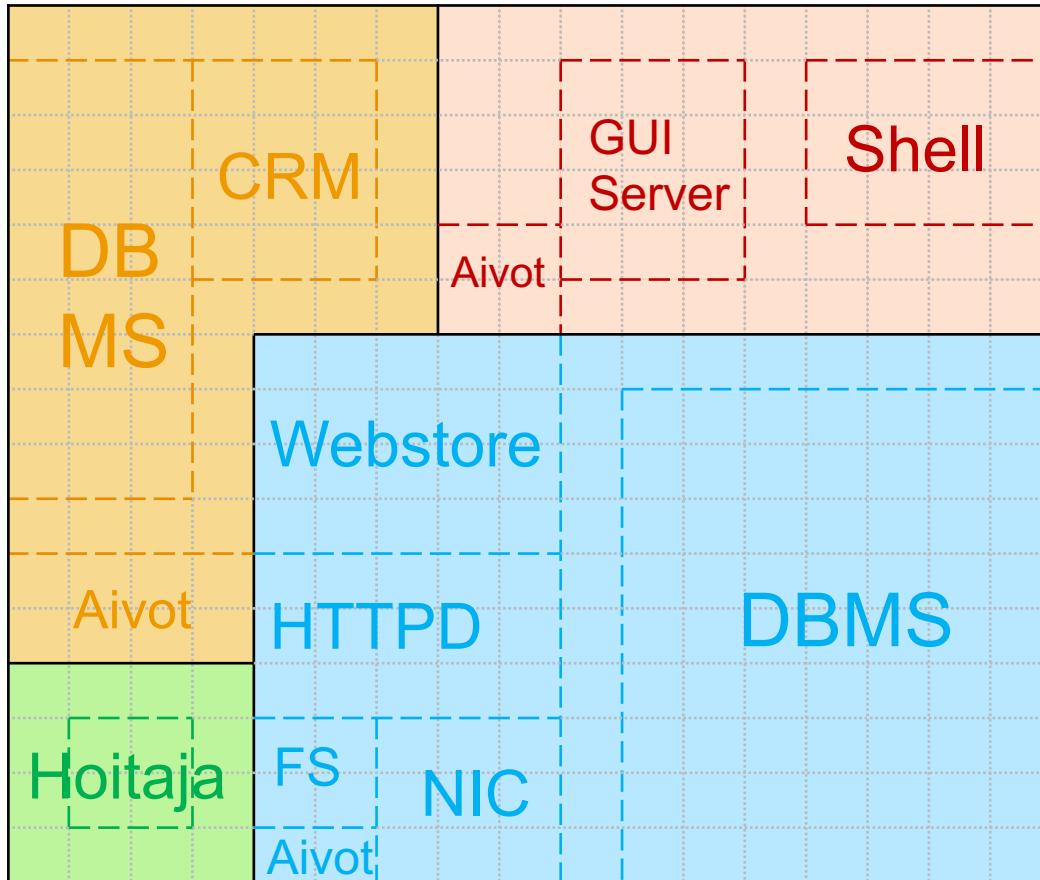 CRM
DB
MS
Aivot
GUI
Server
Shell
Aivot
Webstore
HTTPD
DBMS
FS
NIC
Aivot
Hoitaja